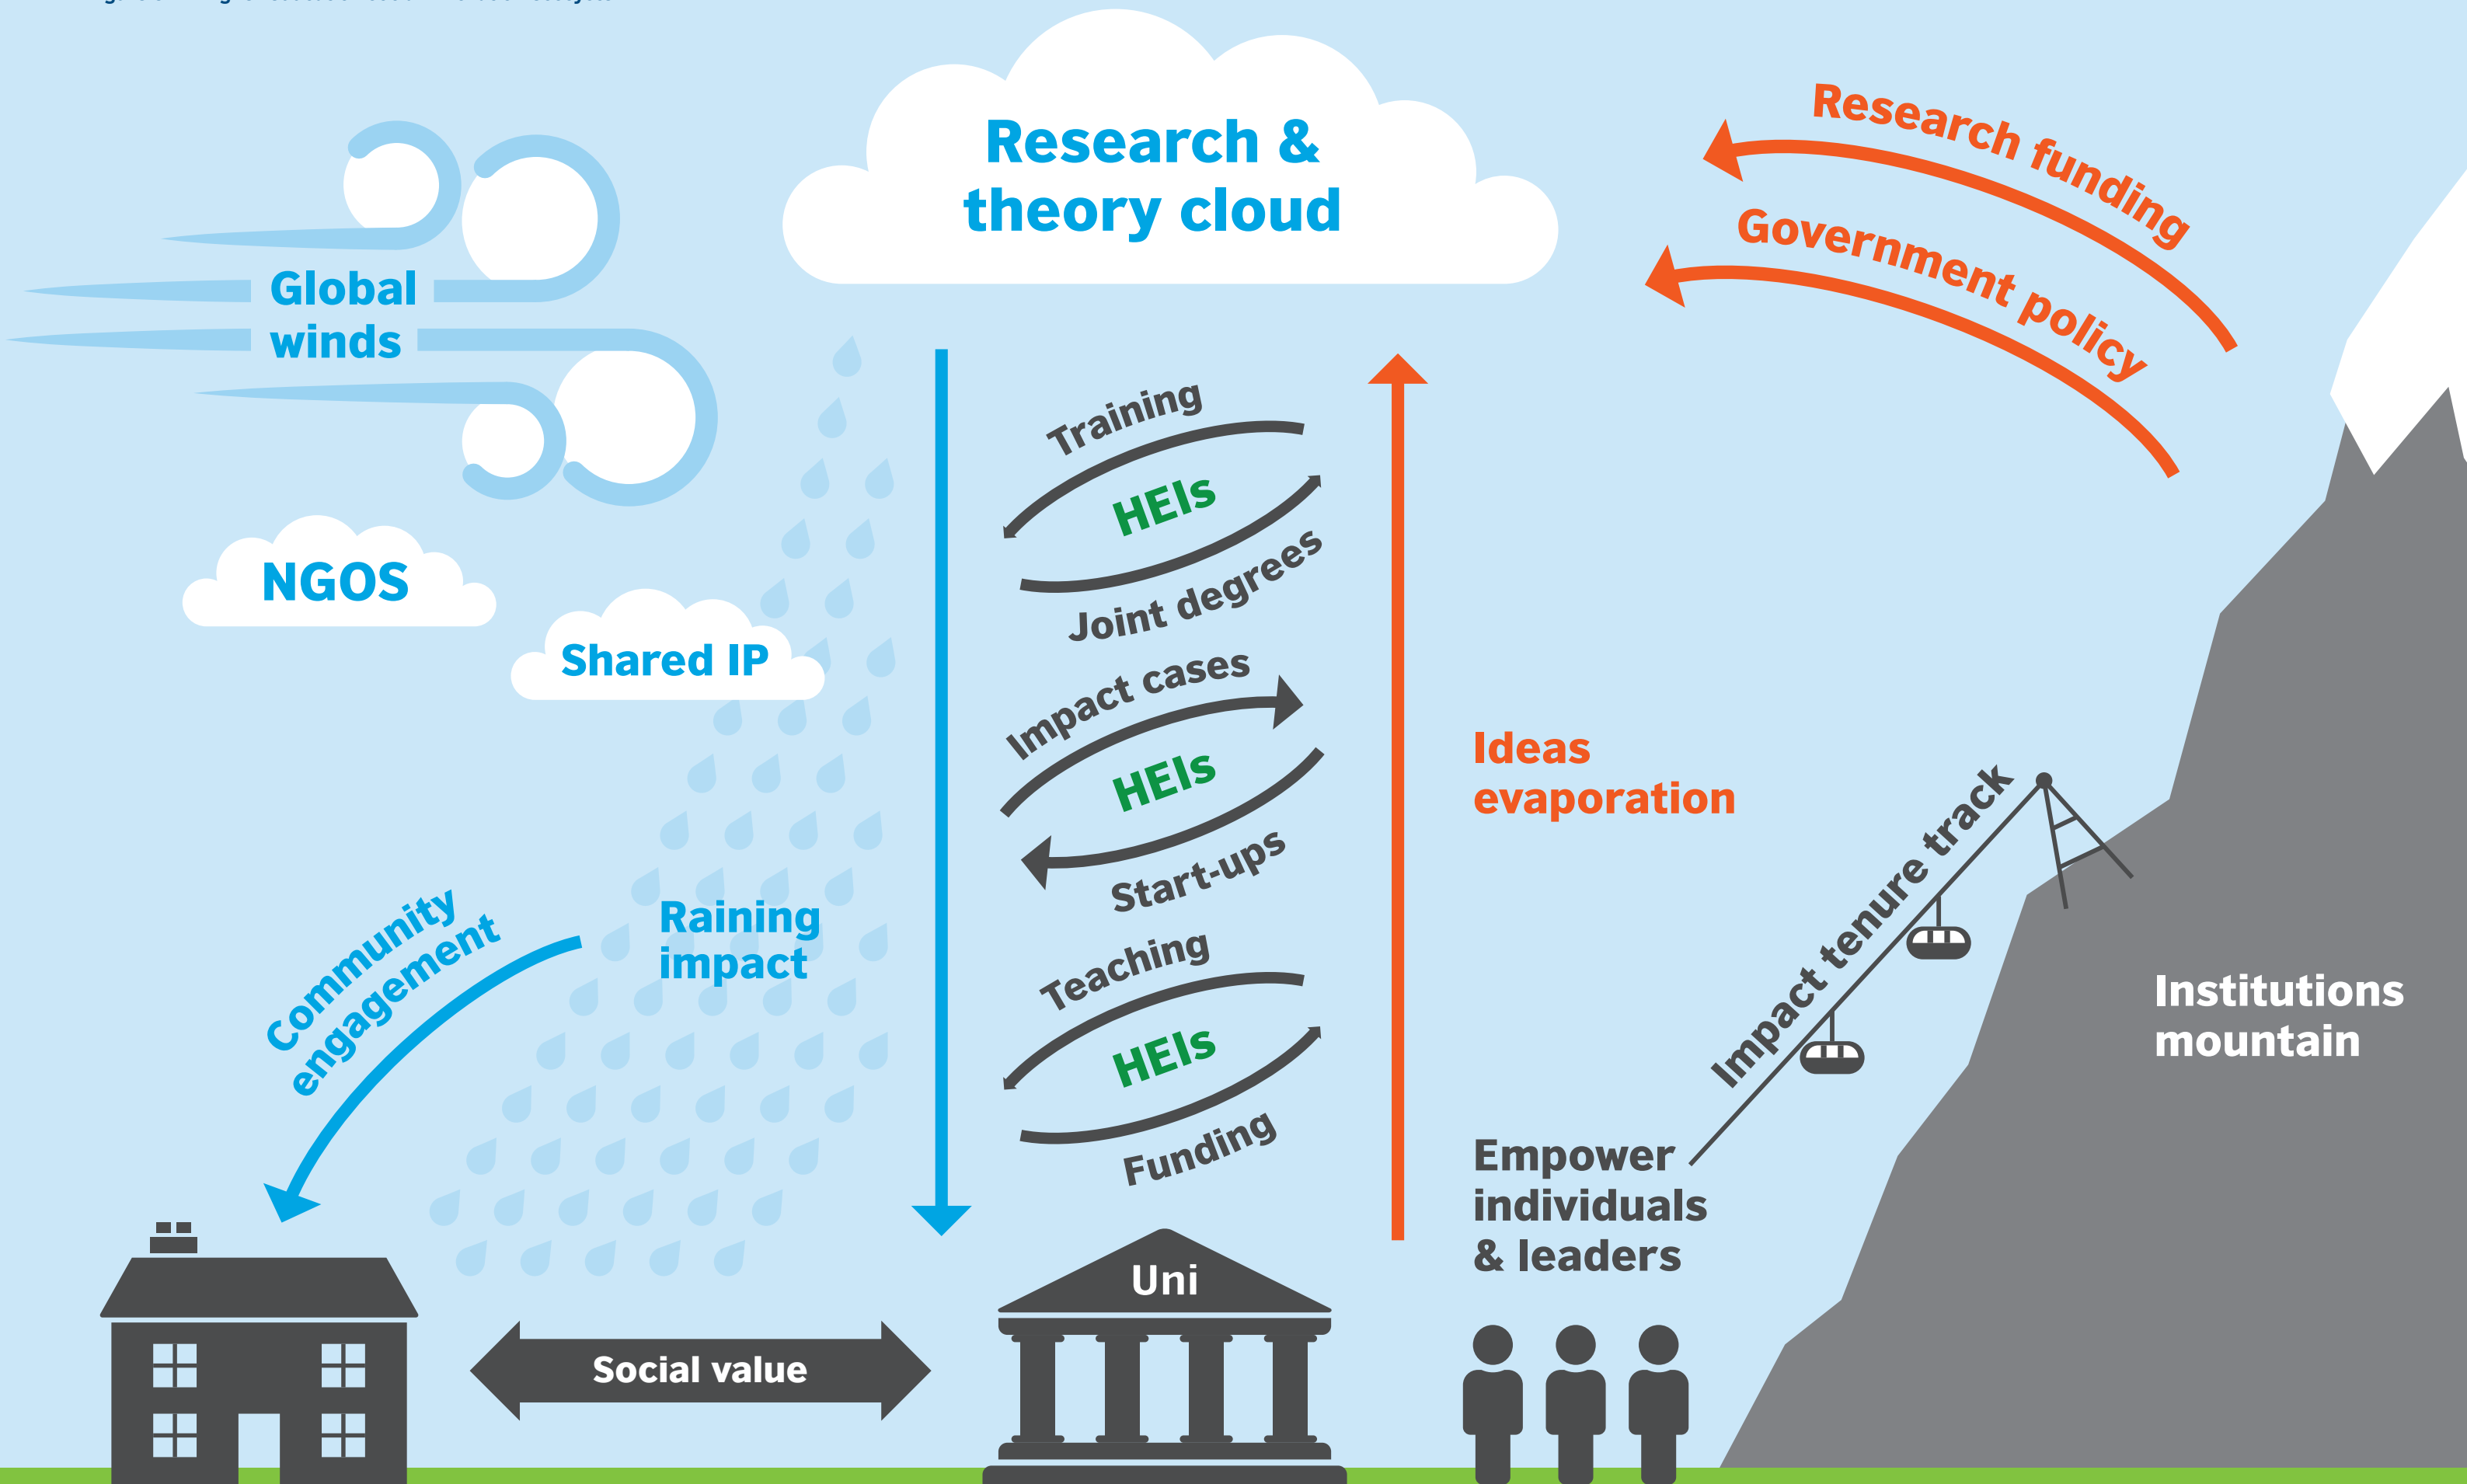 Research &
theory cloud
Research funding
Government policy
Global
winds
Training
HEIs
Joint degrees
NGOS
Shared IP
Impact cases
HEIs
Start-ups
Ideas
evaporation
Impact tenure track
Raining
impact
Community
engagement
Teaching
HEIs
Funding
Institutions
mountain
Empower
individuals
& leaders
Uni
Social value